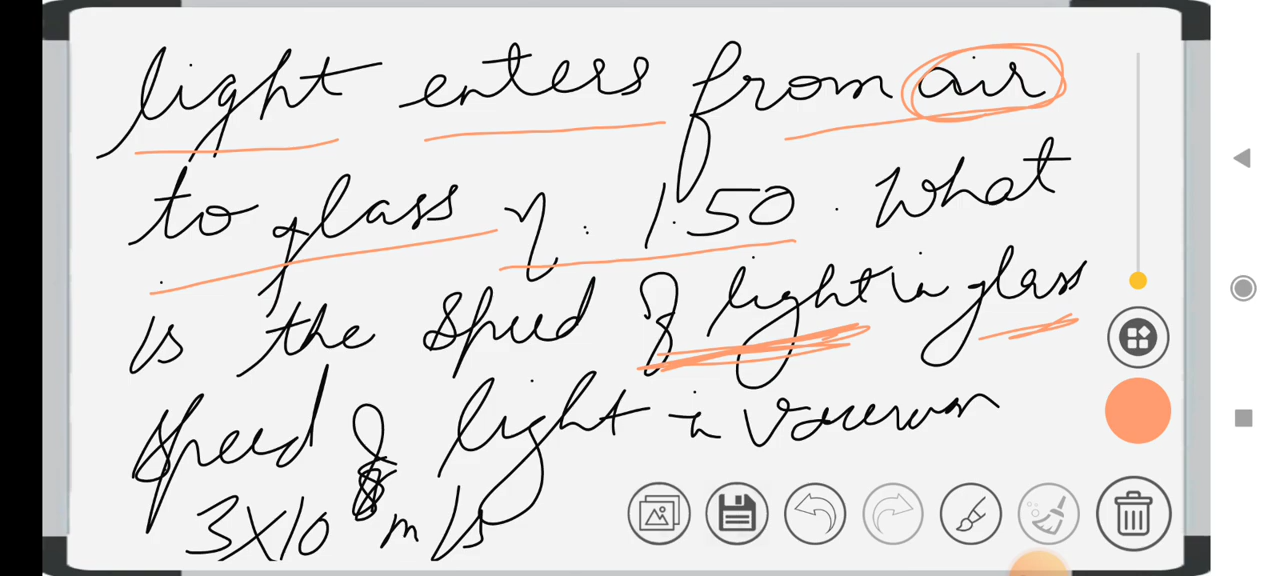 light enters from air
to glass η : 1.50. What
is the speed of light in glass
speed of light in vacuum
3X10⁸ m/s